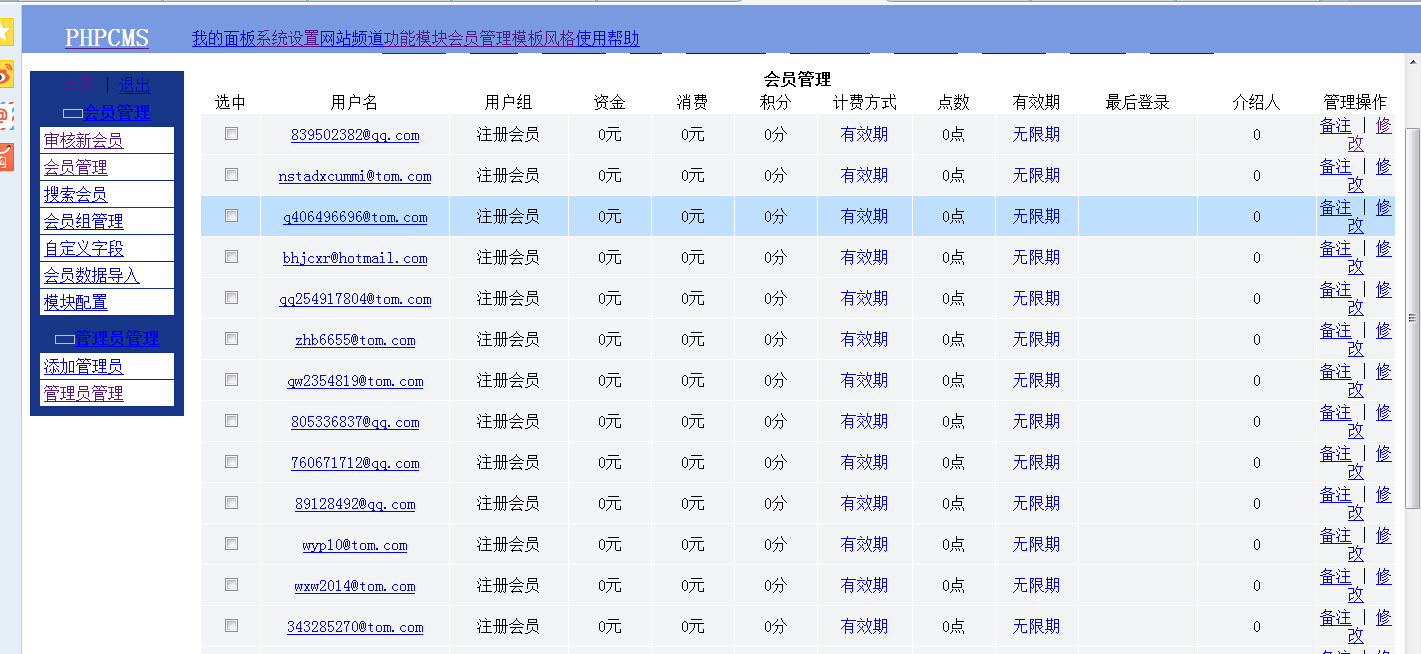 PHPCMS
我的面板系统设置网站频道功能模块会员管理模板风格使用帮助
| 退出
会员管理
审核新会员
会员管理
搜索会员
会员组管理
自定义字段
会员数据导入
模块配置
管理员管理
添加管理员
管理员管理
会员管理
选中 用户名 用户组 资金 消费 积分 计费方式 点数 有效期 最后登录 介绍人 管理操作
839502382@qq.com 注册会员 0元 0元 0分 有效期 0点 无限期 0 备注 | 修
改
nstadxcummi@tom.com 注册会员 0元 0元 0分 有效期 0点 无限期 0 备注 | 修
改
q406496696@tom.com 注册会员 0元 0元 0分 有效期 0点 无限期 0 备注 | 修
改
bhjcxr@hotmail.com 注册会员 0元 0元 0分 有效期 0点 无限期 0 备注 | 修
改
qq254917804@tom.com 注册会员 0元 0元 0分 有效期 0点 无限期 0 备注 | 修
改
zhb6655@tom.com 注册会员 0元 0元 0分 有效期 0点 无限期 0 备注 | 修
改
qw2354819@tom.com 注册会员 0元 0元 0分 有效期 0点 无限期 0 备注 | 修
改
805336837@qq.com 注册会员 0元 0元 0分 有效期 0点 无限期 0 备注 | 修
改
760671712@qq.com 注册会员 0元 0元 0分 有效期 0点 无限期 0 备注 | 修
改
89128492@qq.com 注册会员 0元 0元 0分 有效期 0点 无限期 0 备注 | 修
改
wyp10@tom.com 注册会员 0元 0元 0分 有效期 0点 无限期 0 备注 | 修
改
wxw2014@tom.com 注册会员 0元 0元 0分 有效期 0点 无限期 0 备注 | 修
改
343285270@tom.com 注册会员 0元 0元 0分 有效期 0点 无限期 0 备注 | 修
改